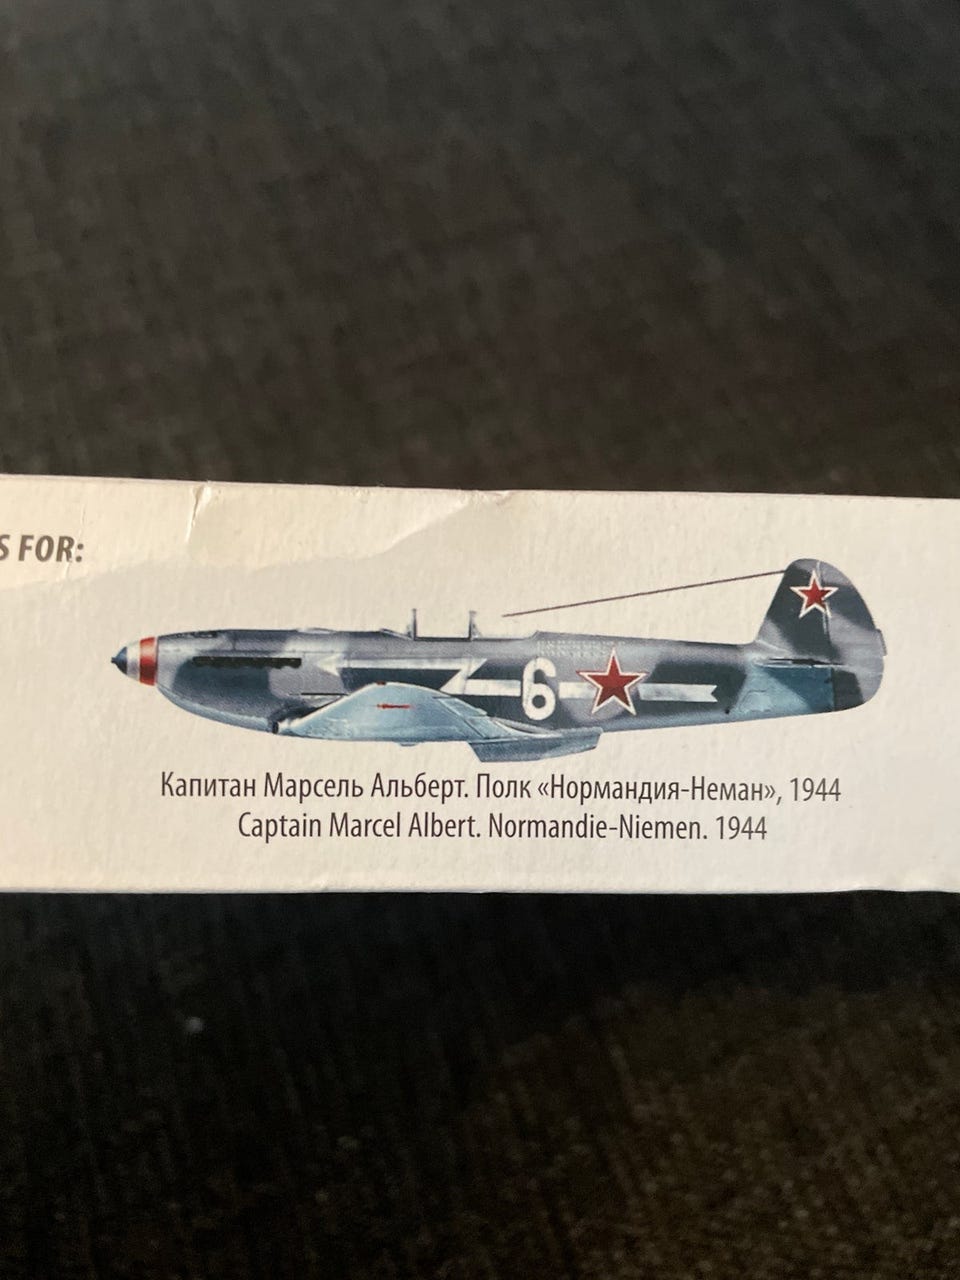 S FOR:
6
Капитан Марсель Альберт. Полк «Нормандия-Неман», 1944
Captain Marcel Albert. Normandie-Niemen. 1944